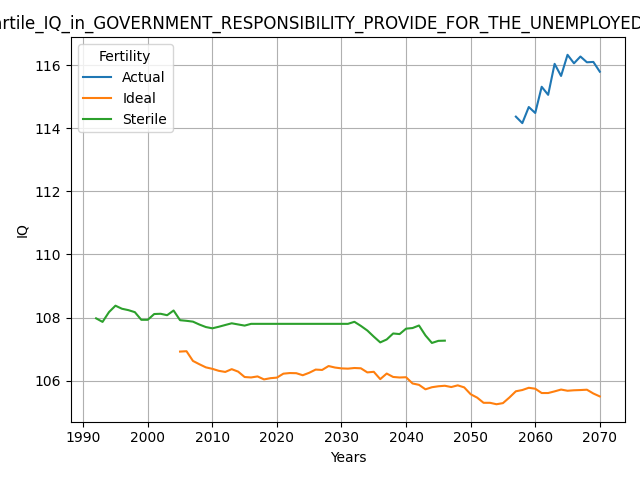 rtile_IQ_in_GOVERNMENT_RESPONSIBILITY_PROVIDE_FOR_THE_UNEMPLOYED
Fertility
Actual
Ideal
Sterile
116
114
112
110
108
106
IQ
1990 2000 2010 2020 2030 2040 2050 2060 2070
Years